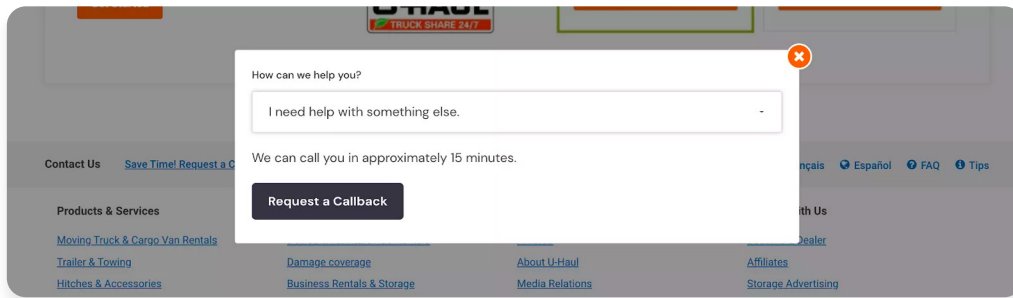 U-HAUL
TRUCK SHARE 24/7
How can we help you?
I need help with something else.
We can call you in approximately 15 minutes.
Request a Callback
Contact Us
Save Time! Request a C
nçais
Español
FAQ
Tips
Products & Services
ith Us
Moving Truck & Cargo Van Rentals
Dealer
Trailer & Towing
Damage coverage
About U-Haul
Affiliates
Hitches & Accessories
Business Rentals & Storage
Media Relations
Storage Advertising